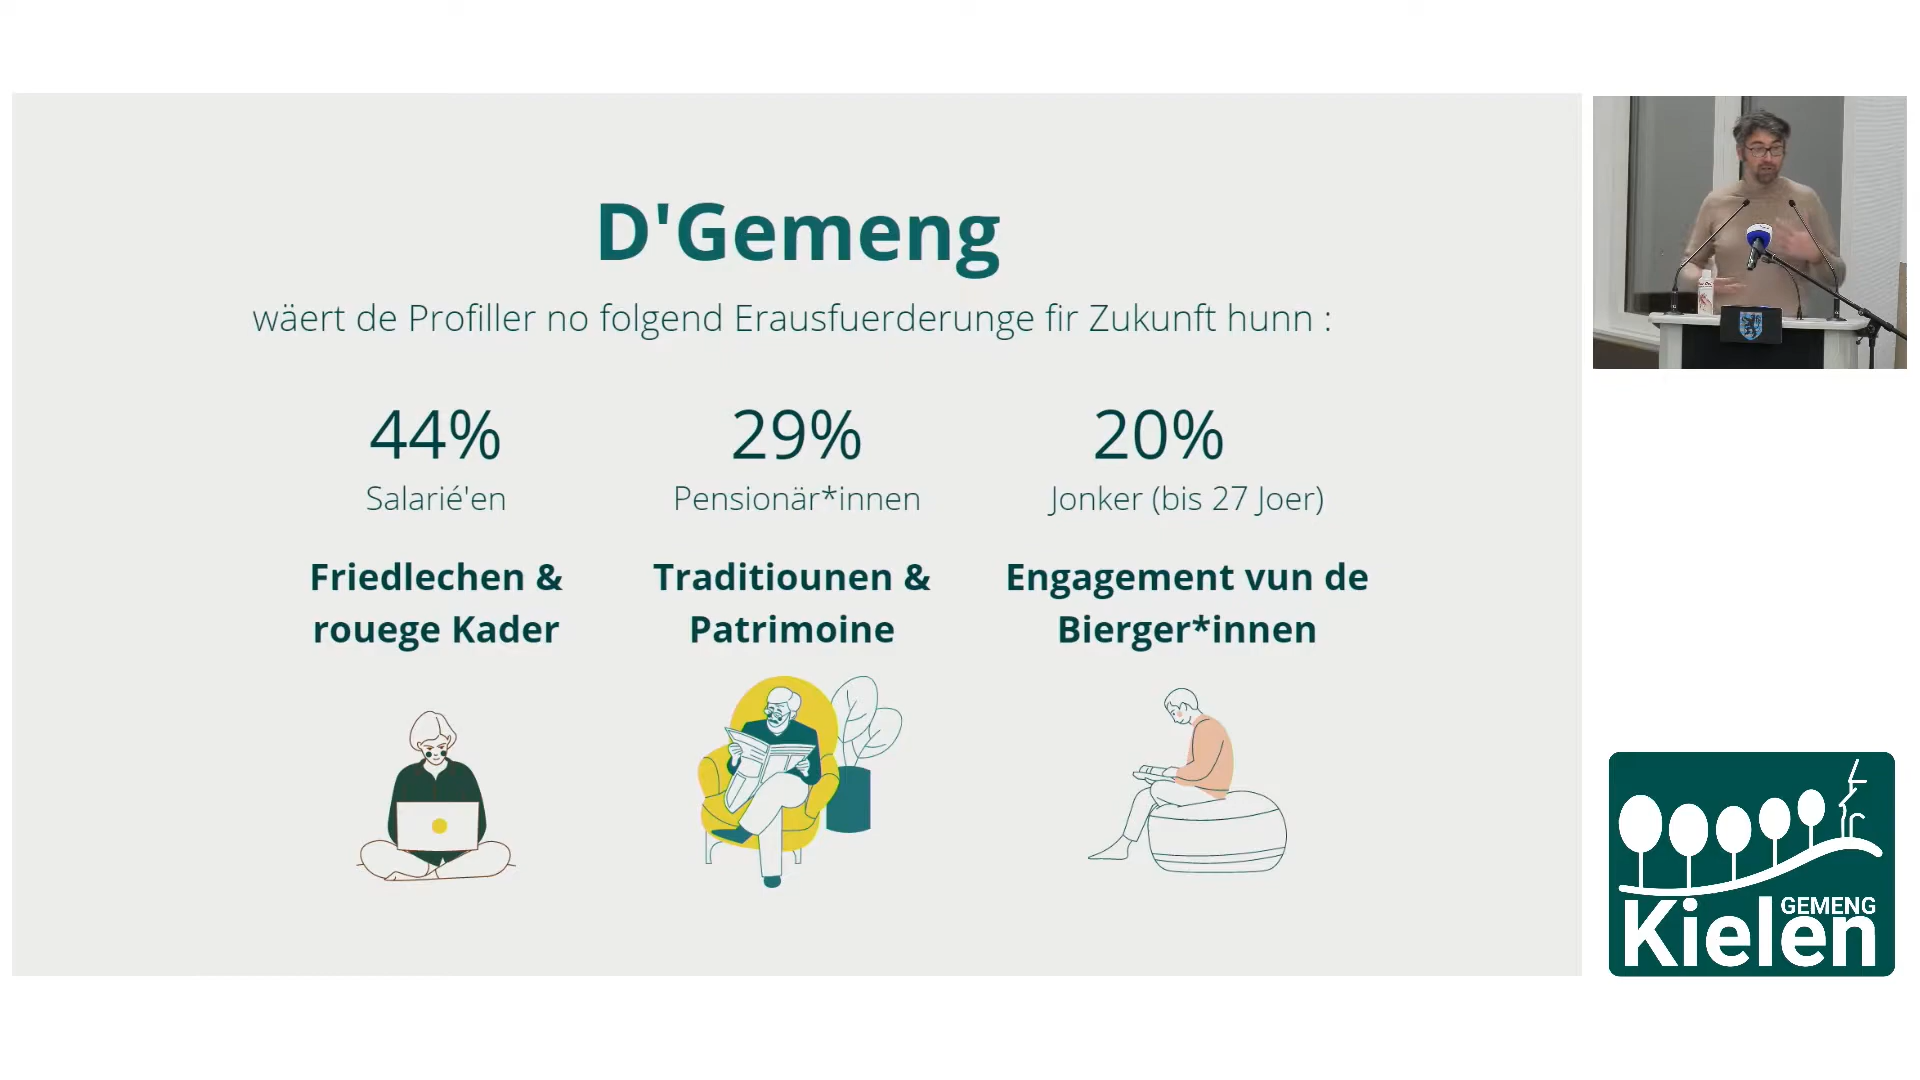 D'Gemeng
wäert de Profiller no folgend Erausfuerderunge fir Zukunft hunn :
44%
Salarié'en
Friedlechen &
rouege Kader
29%
Pensionär*innen
Traditiounen &
Patrimoine
20%
Jonker (bis 27 Joer)
Engagement vun de
Bierger*innen
GEMENG
Kielen